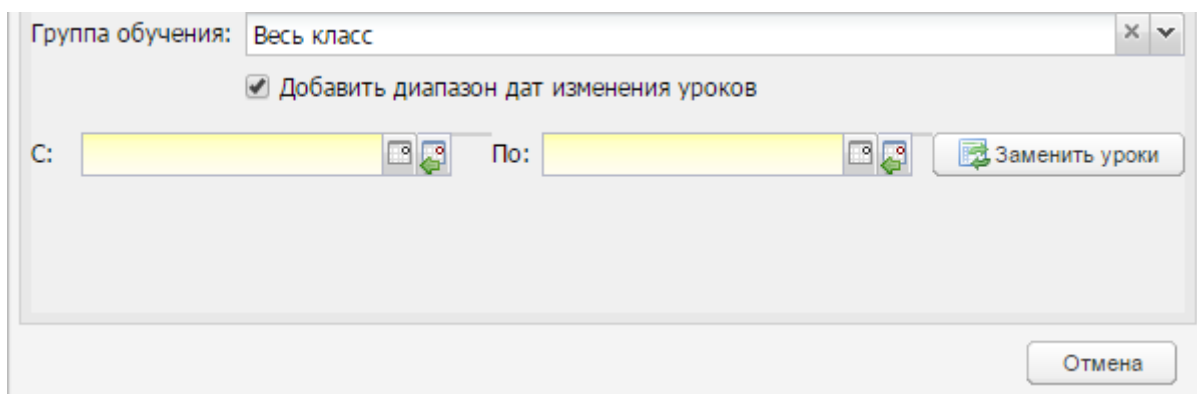 Группа обучения: Весь класс
Добавить диапазон дат изменения уроков
С: По: Заменить уроки
Отмена